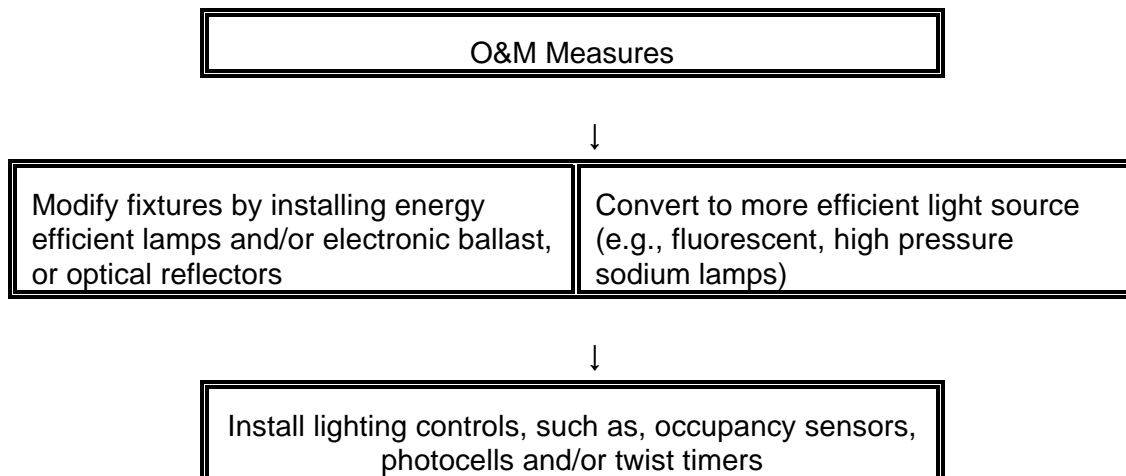 O&M Measures
↓
Modify fixtures by installing energy
efficient lamps and/or electronic ballast,
or optical reflectors
Convert to more efficient light source
(e.g., fluorescent, high pressure
sodium lamps)
↓
Install lighting controls, such as, occupancy sensors,
photocells and/or twist timers